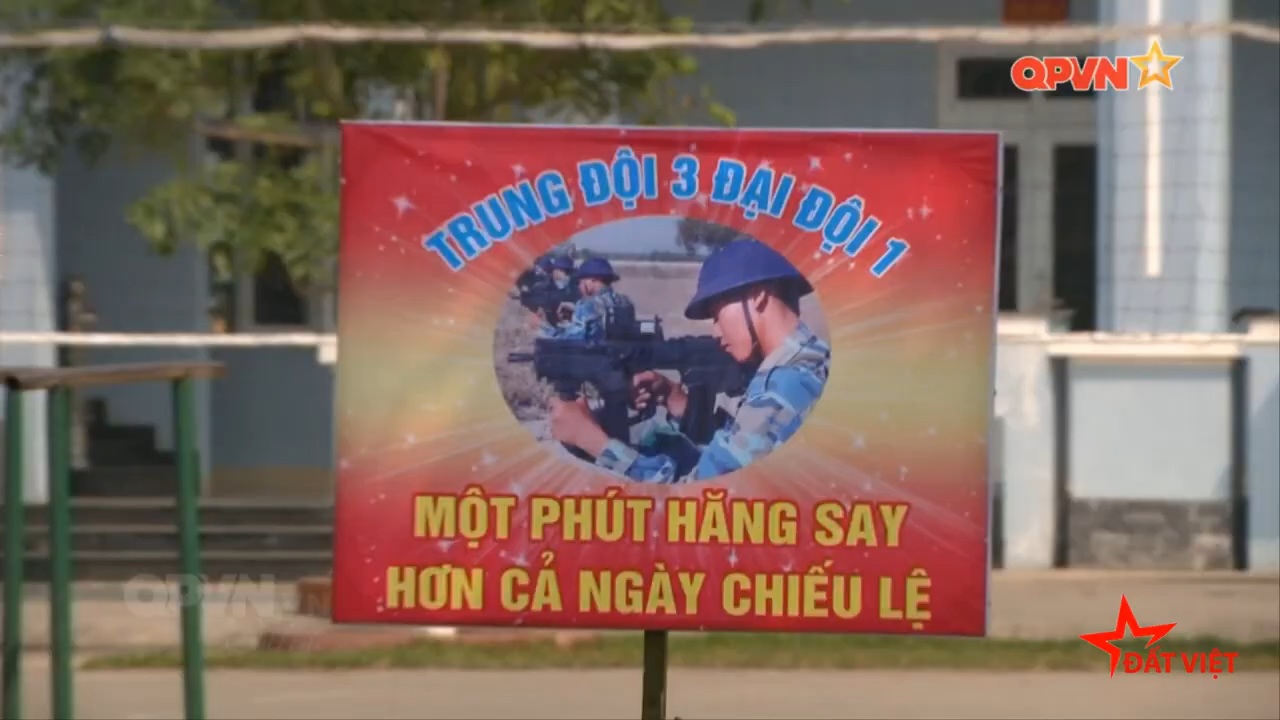 QPVN
TRUNG ĐỘI 3 ĐẠI ĐỘI 1
MỘT PHÚT HĂNG SAY
HƠN CẢ NGÀY CHIẾU LỆ
QPVN
ĐẤT VIỆT